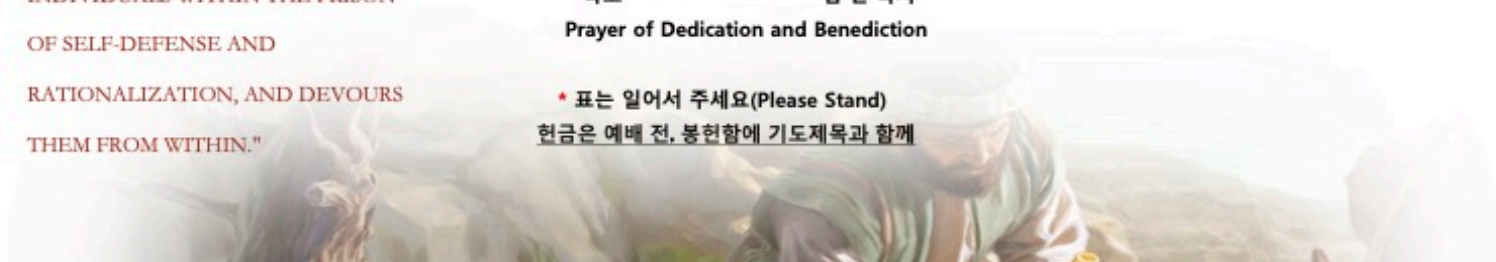 OF SELF-DEFENSE AND
RATIONALIZATION, AND DEVOURS
THEM FROM WITHIN."
Prayer of Dedication and Benediction
* 표는 일어서 주세요(Please Stand)
헌금은 예배 전, 봉헌함에 기도제목과 함께